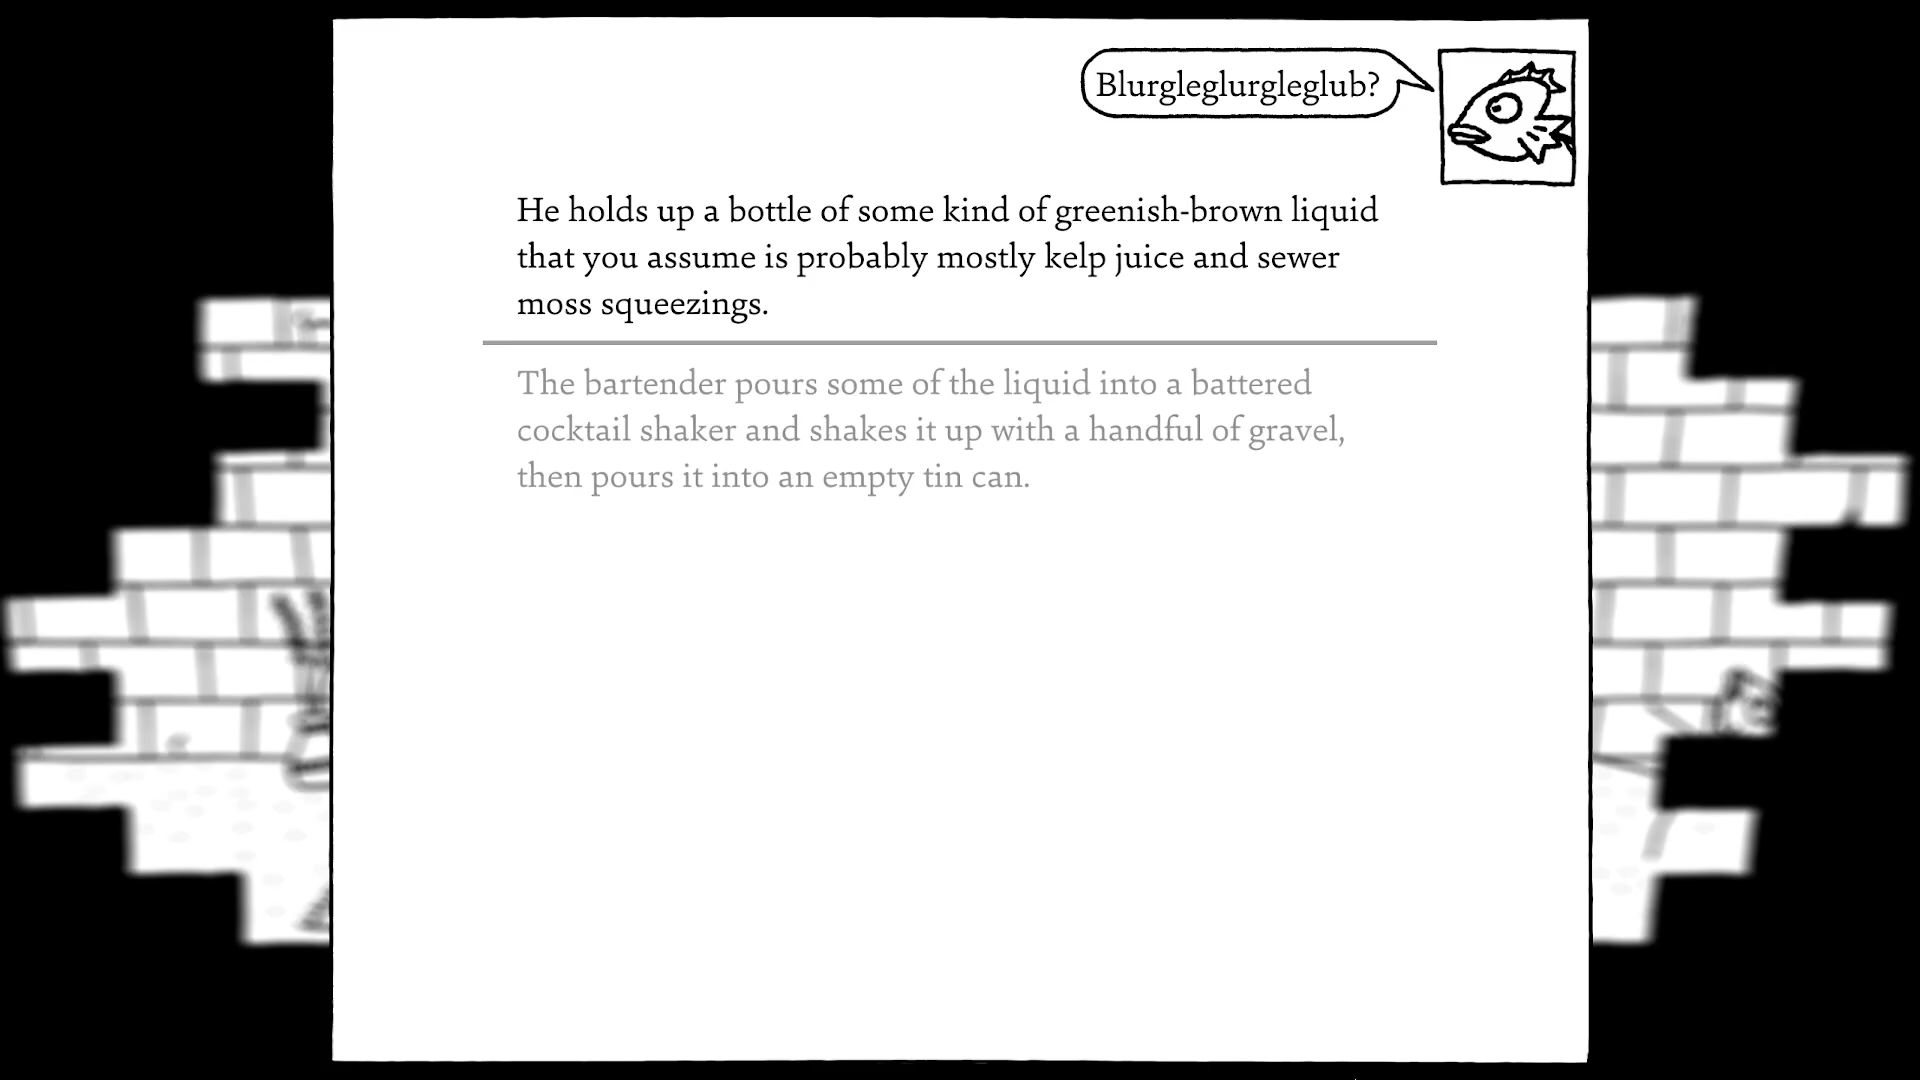 Blurgleglurgleglub?
He holds up a bottle of some kind of greenish-brown liquid
that you assume is probably mostly kelp juice and sewer
moss squeezings.
The bartender pours some of the liquid into a battered
cocktail shaker and shakes it up with a handful of gravel,
then pours it into an empty tin can.